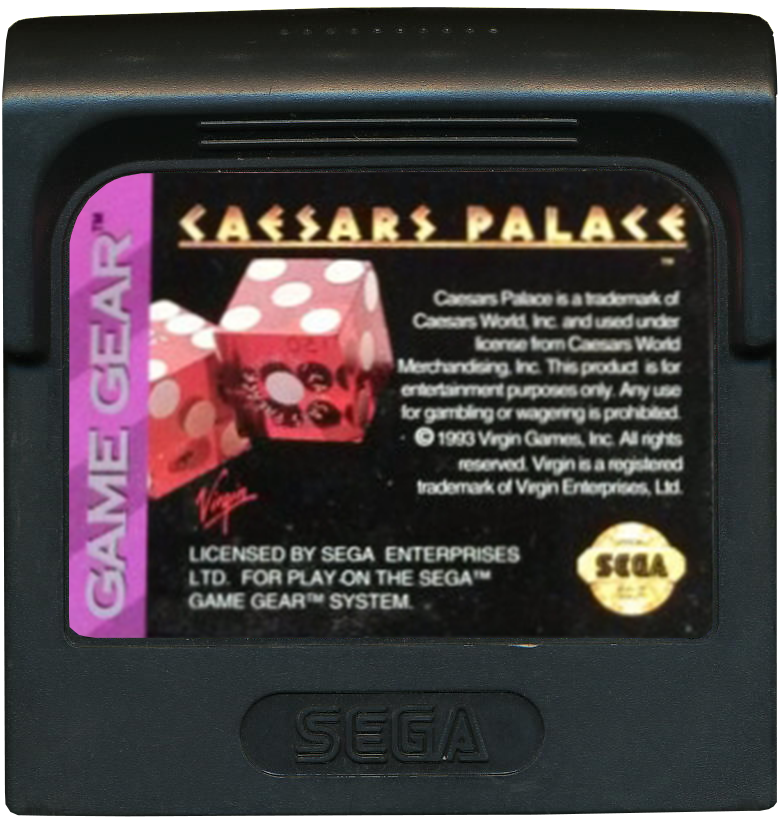 GAME GEAR™
CAESARS PALACE
™
Caesars Palace is a trademark of
Caesars World, Inc. and used under
license from Caesars World
Merchandising, Inc. This product is for
entertainment purposes only. Any use
for gambling or wagering is prohibited.
© 1993 Virgin Games, Inc. All rights
reserved. Virgin is a registered
trademark of Virgin Enterprises, Ltd.
Virgin
LICENSED BY SEGA ENTERPRISES
LTD. FOR PLAY ON THE SEGA™
GAME GEAR™ SYSTEM.
SEGA
SEGA